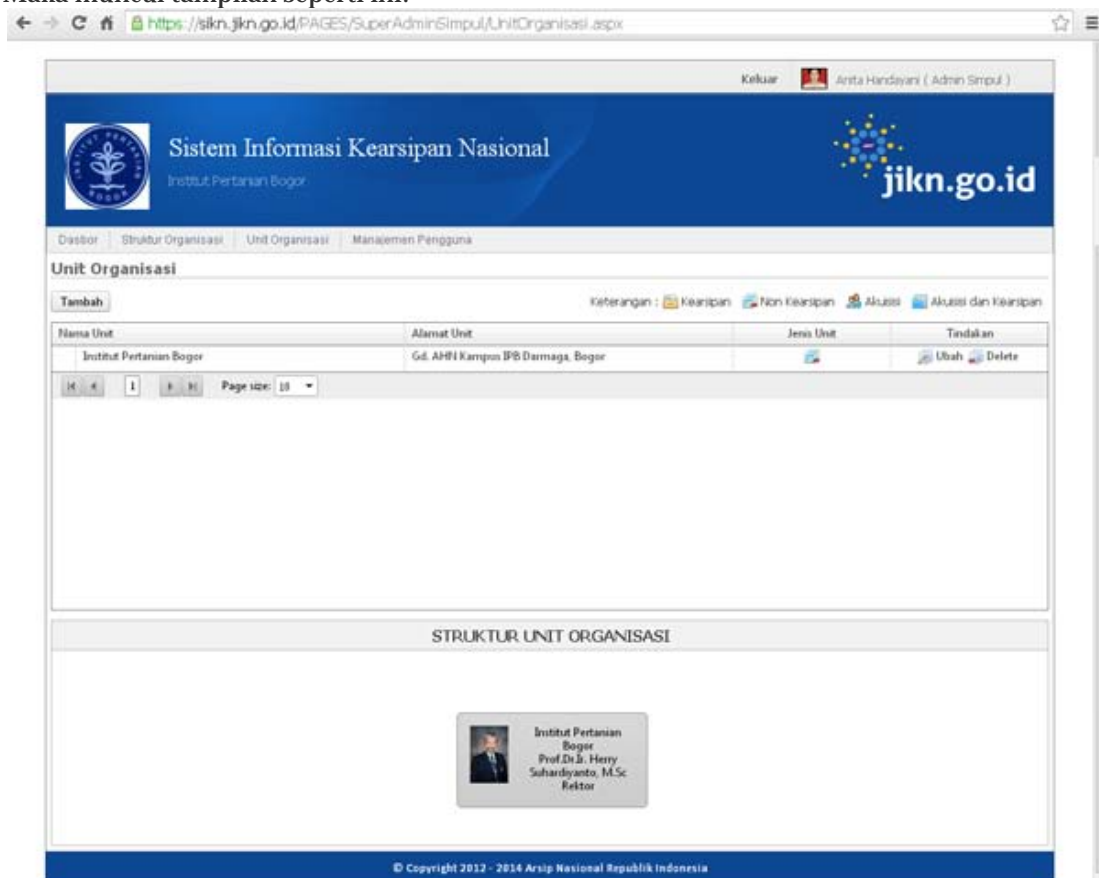 Maka muncul tampilan seperti ini:
https://sikn.jikn.go.id/PAGES/SuperAdminSimpul/UnitOrganisasi.aspx
Keluar Anita Handayani ( Admin Simpul )
INSTITUT PERTANIAN BOGOR
Sistem Informasi Kearsipan Nasional
Institut Pertanian Bogor
jikn.go.id
Dasbor Struktur Organisasi Unit Organisasi Manajemen Pengguna
Unit Organisasi
Tambah Keterangan : Kearsipan Non Kearsipan Akuisisi Akuisisi dan Kearsipan
Nama Unit Alamat Unit Jenis Unit Tindakan
Institut Pertanian Bogor Gd. AHN Kampus IPB Darmaga, Bogor Ubah Delete
1 Page size: 10
STRUKTUR UNIT ORGANISASI
Institut Pertanian
Bogor
Prof.Dr.Ir. Herry
Suhardiyanto, M.Sc
Rektor
© Copyright 2012 - 2014 Arsip Nasional Republik Indonesia